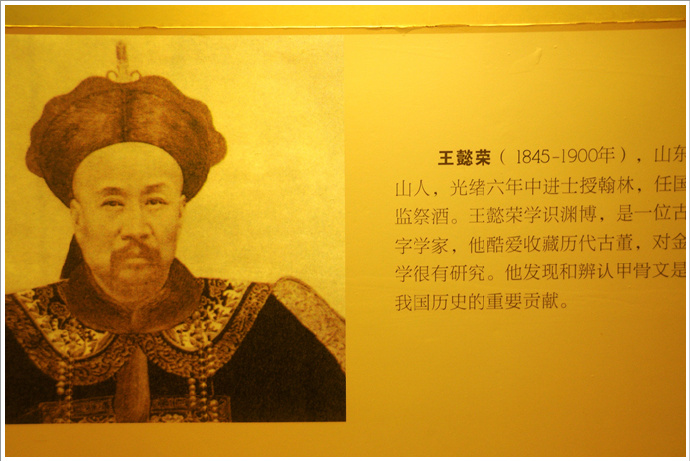 王懿荣(1845-1900年),山东
山人,光绪六年中进士授翰林,任国
监祭酒。王懿荣学识渊博,是一位古
字学家,他酷爱收藏历代古董,对金
学很有研究。他发现和辨认甲骨文是
我国历史的重要贡献。